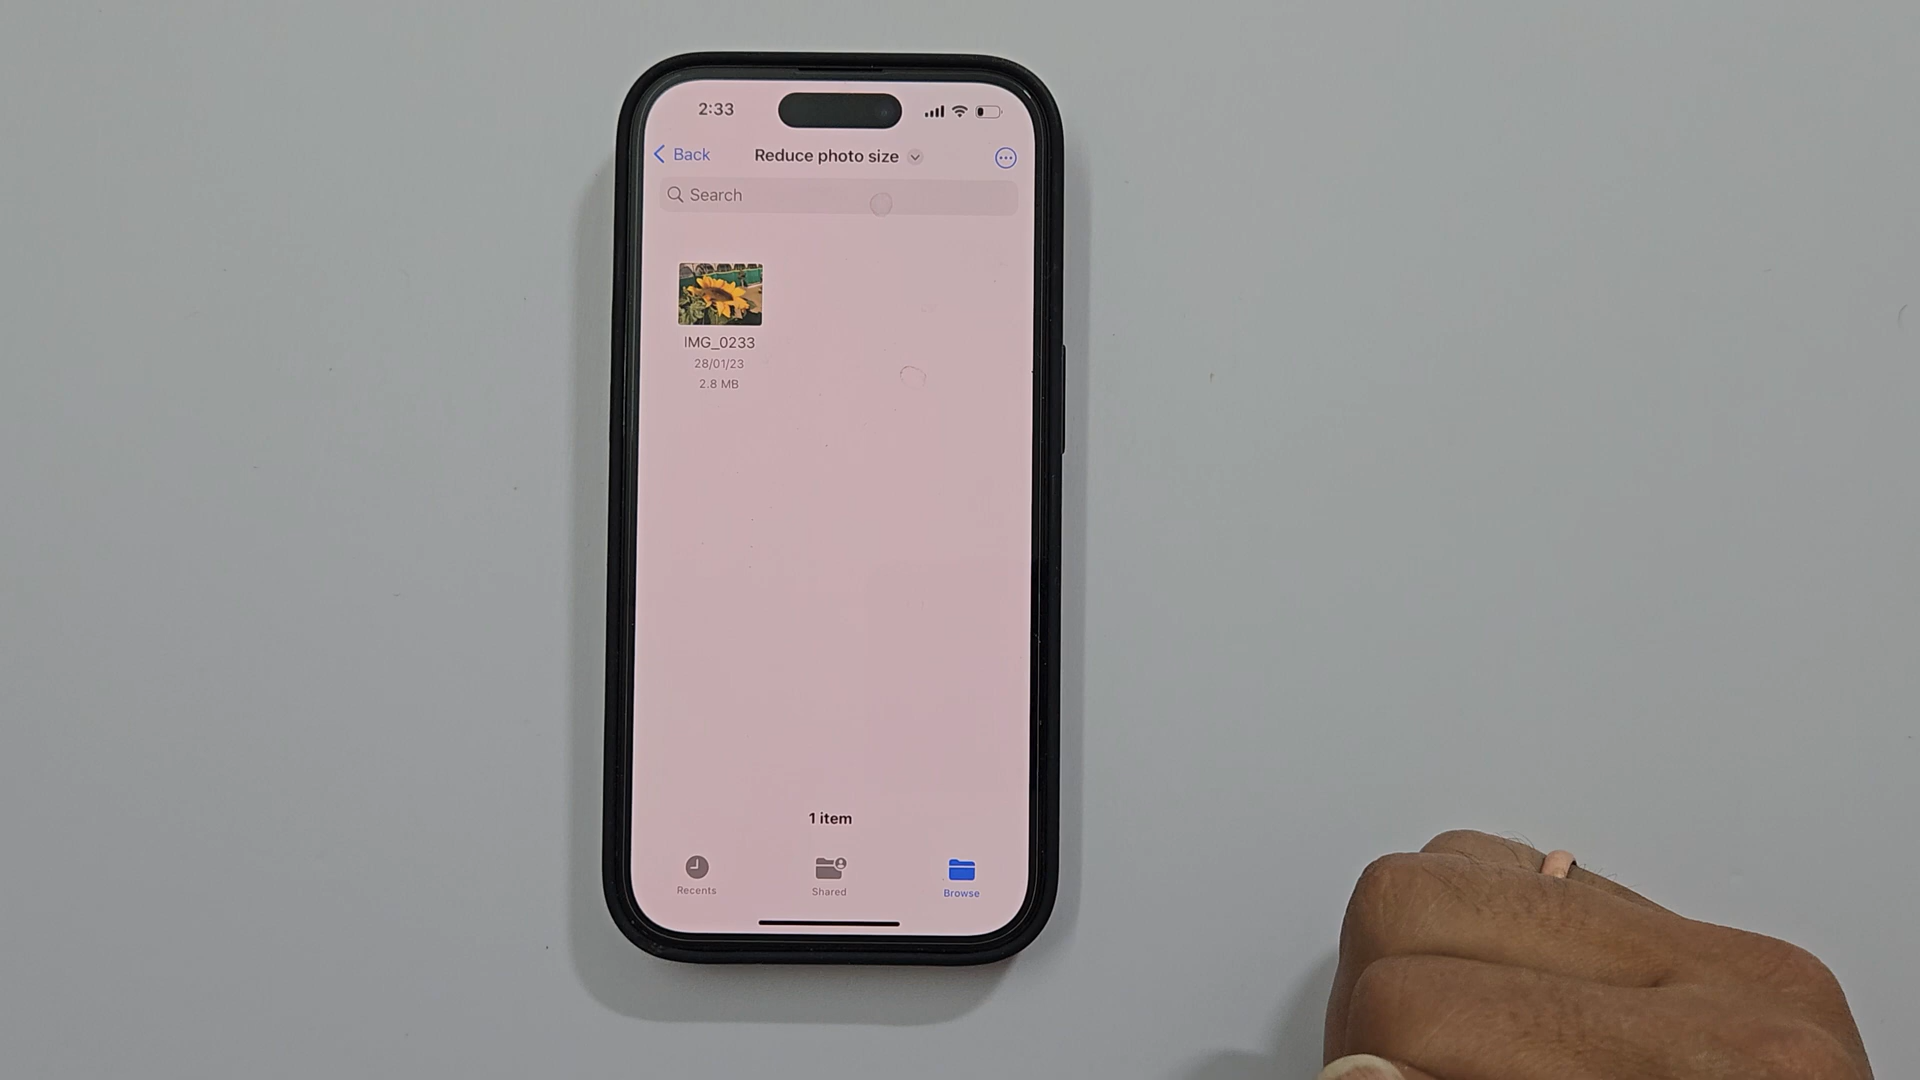 2:33
Back
Reduce photo size
Search
IMG_0233
28/01/23
2.8 MB
1 item
Recents
Shared
Browse